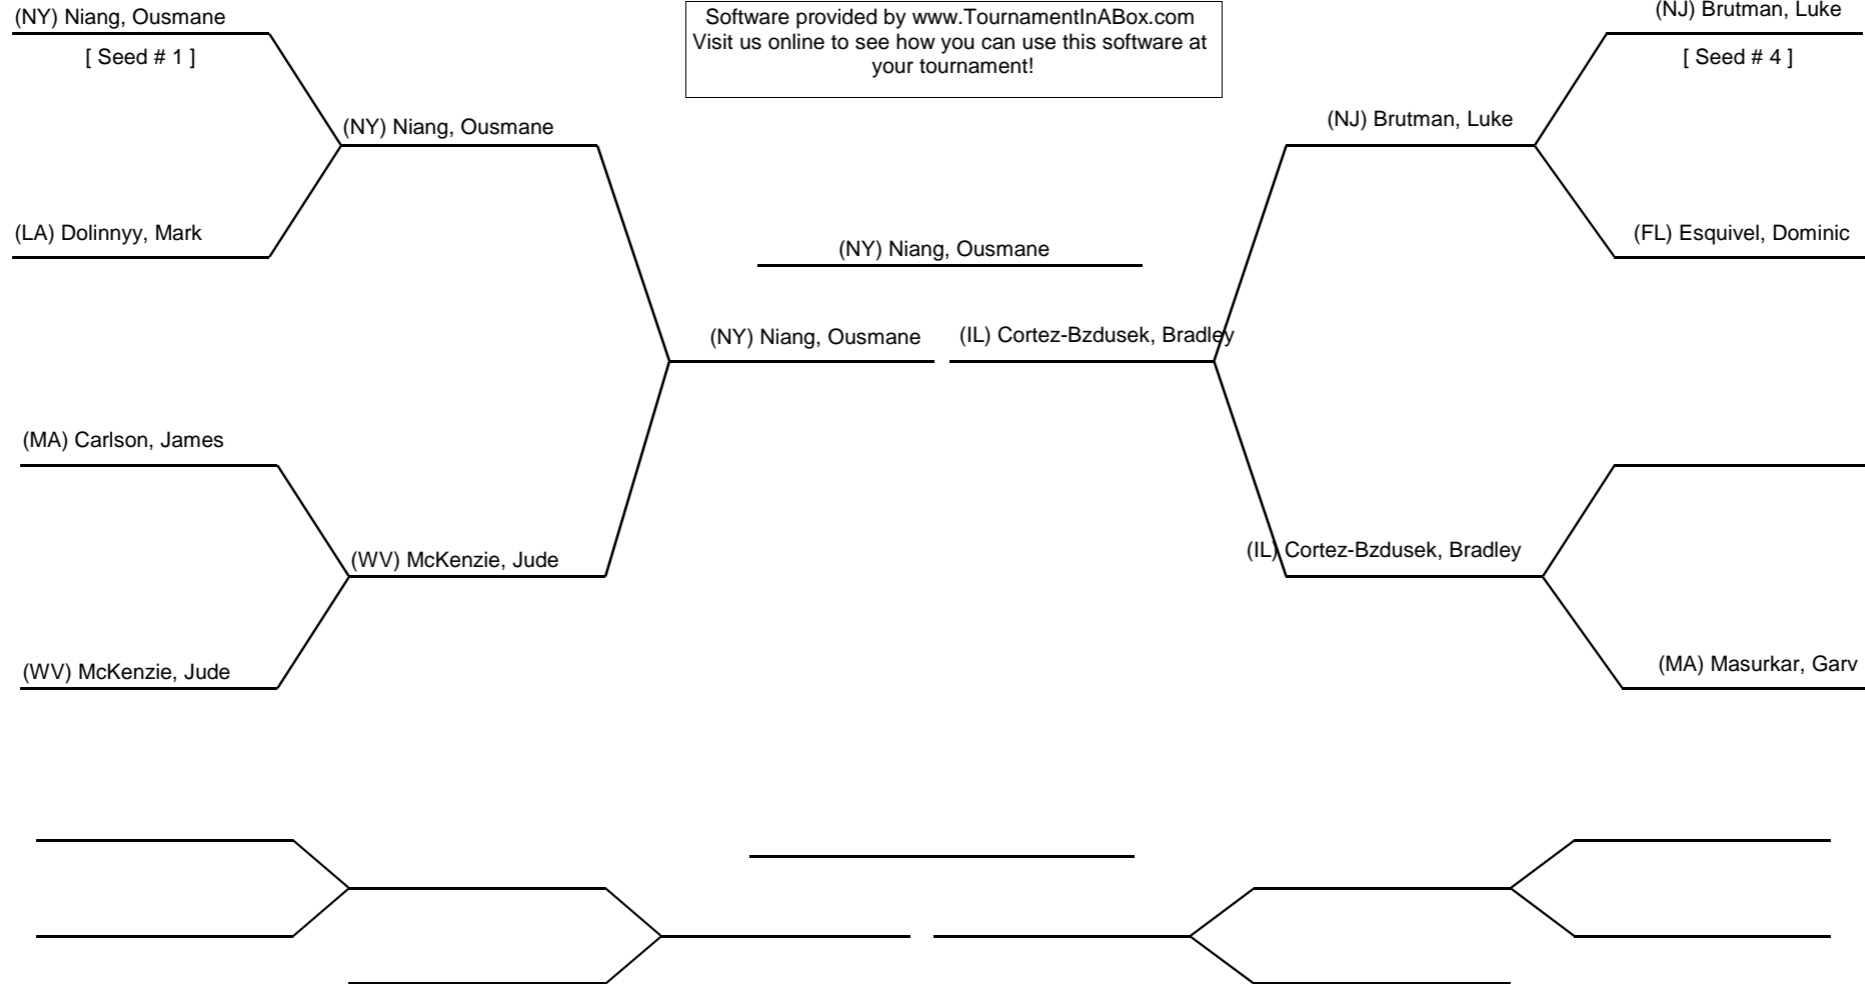 (NY) Niang, Ousmane
[ Seed # 1 ]
Software provided by www.TournamentInABox.com
Visit us online to see how you can use this software at
your tournament!
(NJ) Brutman, Luke
[ Seed # 4 ]
(NY) Niang, Ousmane
(NJ) Brutman, Luke
(LA) Dolinnyy, Mark
(NY) Niang, Ousmane
(FL) Esquivel, Dominic
(NY) Niang, Ousmane
(IL) Cortez-Bzdusek, Bradley
(MA) Carlson, James
(WV) McKenzie, Jude
(IL) Cortez-Bzdusek, Bradley
(WV) McKenzie, Jude
(MA) Masurkar, Garv